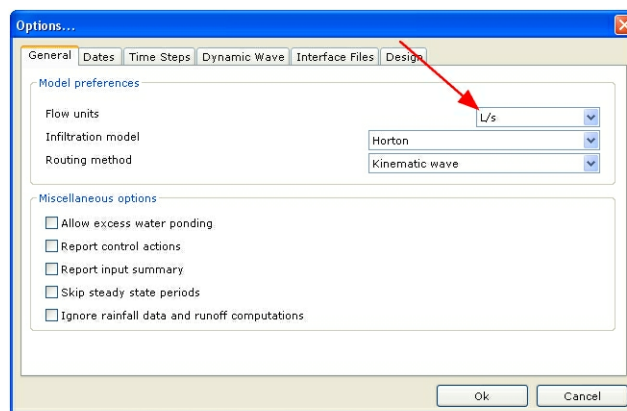 Options...
General Dates Time Steps Dynamic Wave Interface Files Design
Model preferences
Flow units L/s
Infiltration model Horton
Routing method Kinematic wave
Miscellaneous options
Allow excess water ponding
Report control actions
Report input summary
Skip steady state periods
Ignore rainfall data and runoff computations
Ok Cancel